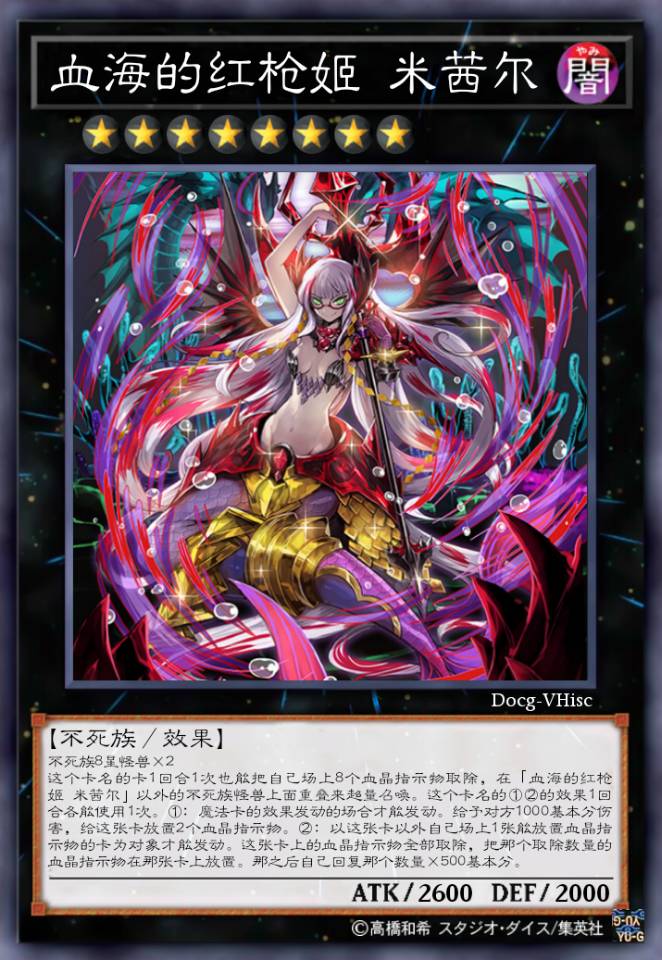 血海的红枪姬 米茜尔
やみ
闇
Docg-VHisc
【不死族／效果】
不死族8星怪兽×2
这个卡名的卡1回合1次也能把自己场上8个血晶指示物取除，在「血海的红枪
姬 米茜尔」以外的不死族怪兽上面重叠来超量召唤。这个卡名的①②的效果1回
合各能使用1次。①：魔法卡的效果发动的场合才能发动。给予对方1000基本分伤
害，给这张卡放置2个血晶指示物。②：以这张卡以外自己场上1张能放置血晶指
示物的卡为对象才能发动。这张卡上的血晶指示物全部取除，把那个取除数量的
血晶指示物在那张卡上放置。那之后自己回复那个数量×500基本分。
ATK/2600 DEF/2000
©高橋和希 スタジオ・ダイス/集英社